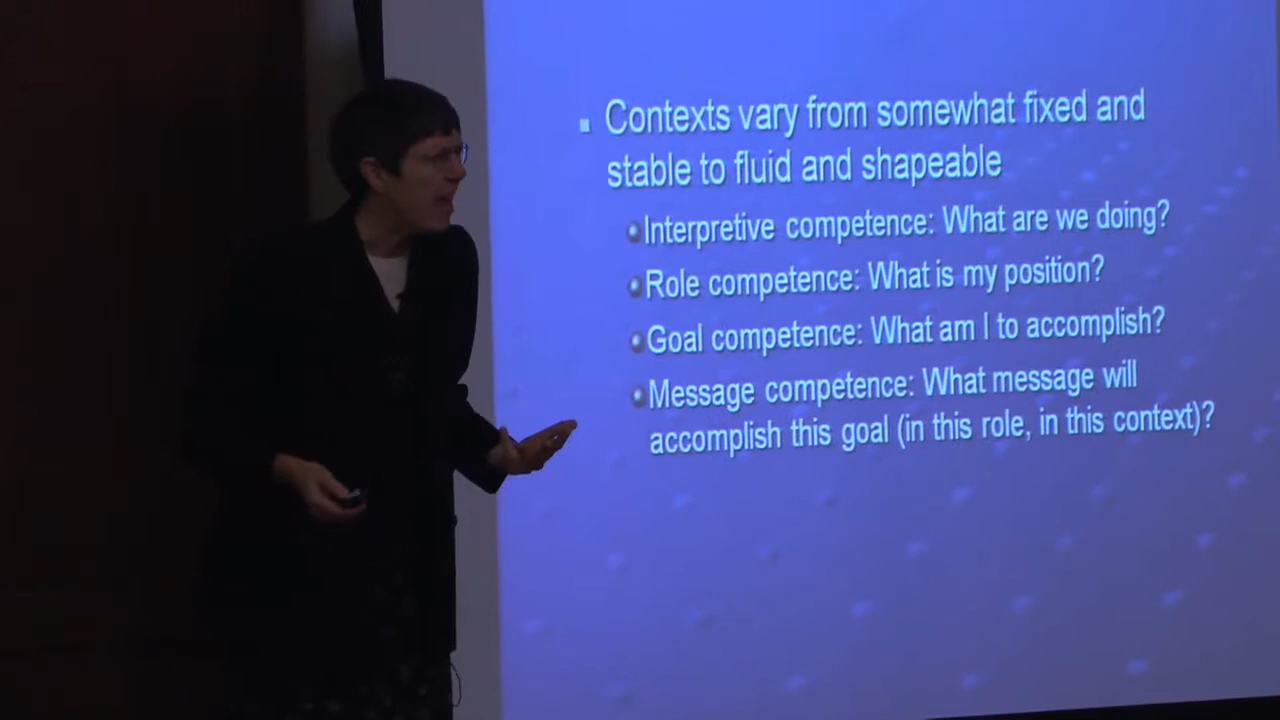 Contexts vary from somewhat fixed and
stable to fluid and shapeable
Interpretive competence: What are we doing?
Role competence: What is my position?
Goal competence: What am I to accomplish?
Message competence: What message will
accomplish this goal (in this role, in this context)?